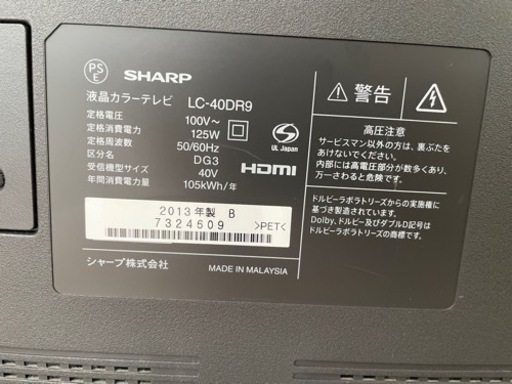 PS
E
SHARP
液晶カラーテレビ LC-40DR9
定格電圧 100V~
定格消費電力 125W
定格周波数 50/60Hz
区分名 DG3
受信機型サイズ 40V
年間消費電力量 105kWh/年
UL Japan
HDMI
2013年製 B
7324609
>PET<
シャープ株式会社
MADE IN MALAYSIA
警告
高圧注意
サービスマン以外の方は、裏ぶたを
あけないでください。
内部には高電圧部分が数多くあり、
万一さわると危険です。
ドルビーラボラトリーズからの実施権に
基づき製造されています。
Dolby、ドルビー及びダブルD記号は
ドルビーラボラトリーズの商標です。